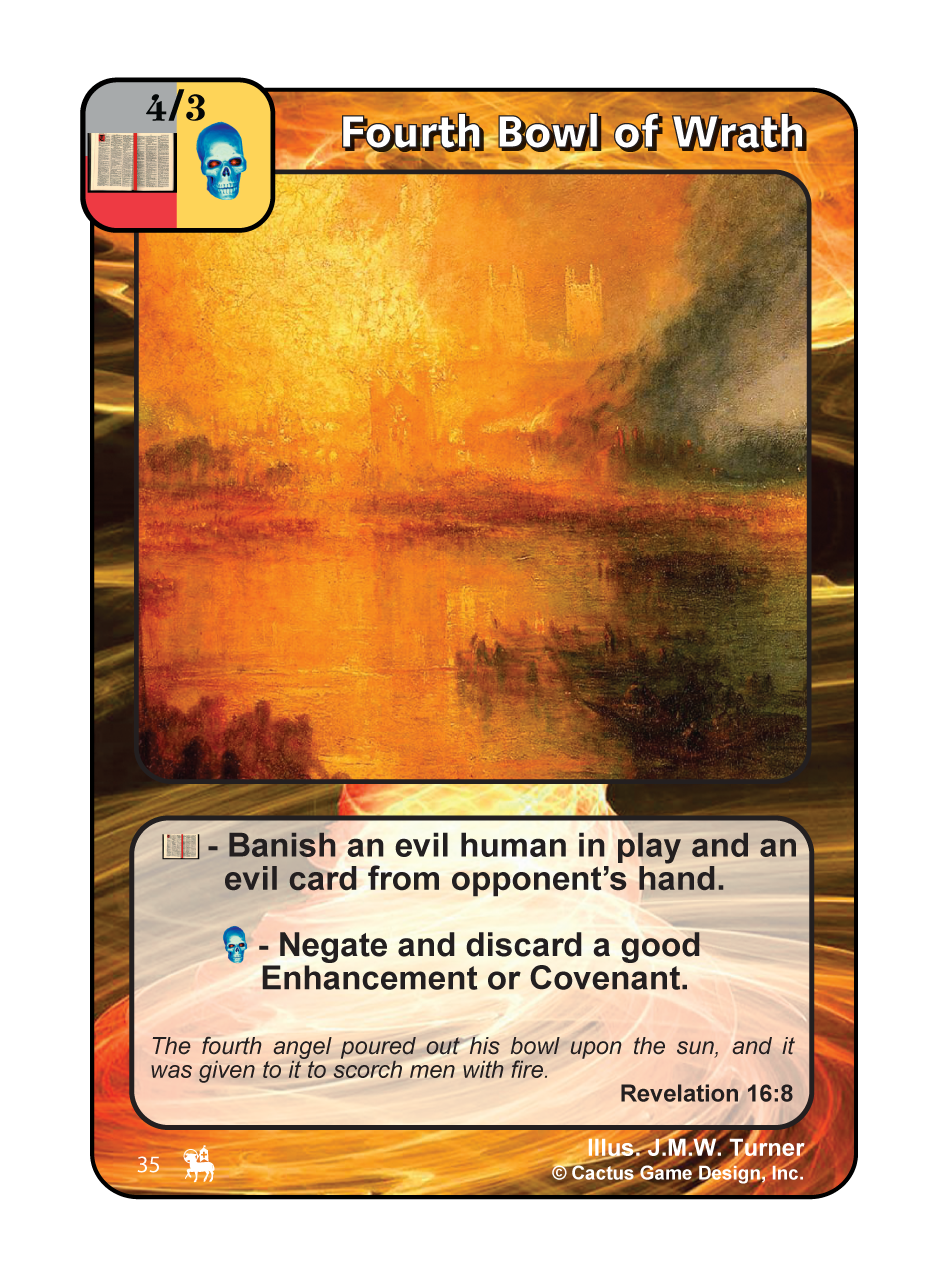 4/3
Fourth Bowl of Wrath
- Banish an evil human in play and an
evil card from opponent's hand.
- Negate and discard a good
Enhancement or Covenant.
The fourth angel poured out his bowl upon the sun, and it
was given to it to scorch men with fire.
Revelation 16:8
35
Illus. J.M.W. Turner
© Cactus Game Design, Inc.